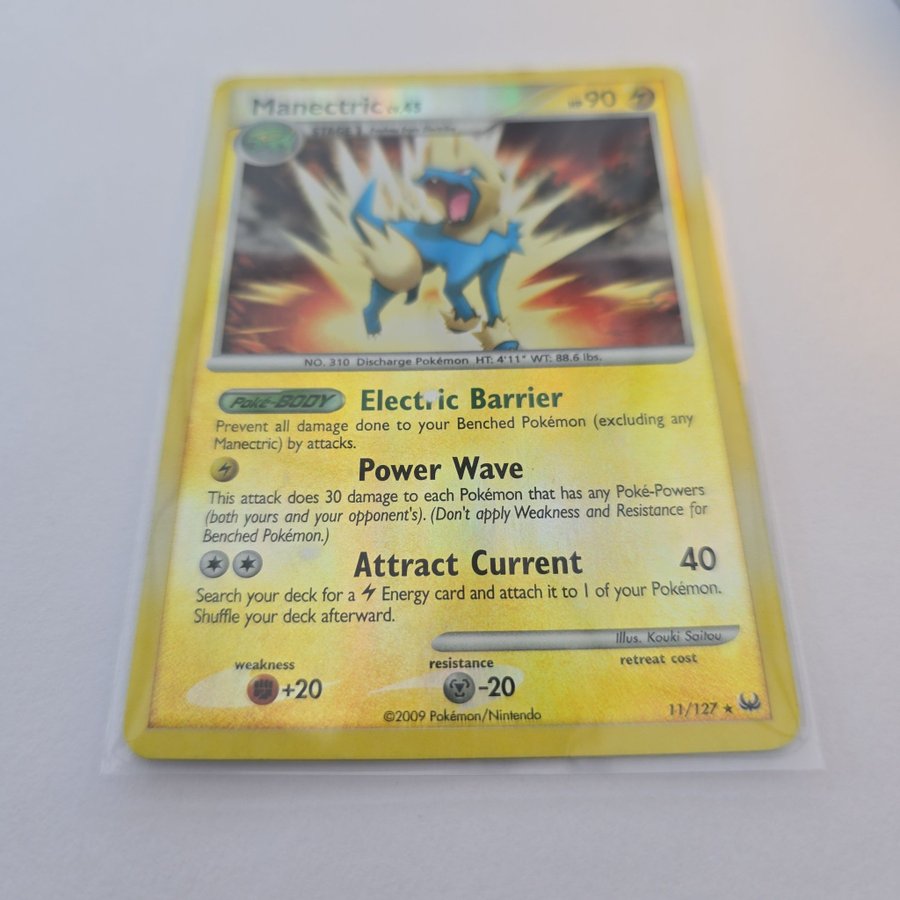 Manectric LV.43
HP 90
STAGE 1
NO. 310 Discharge Pokémon HT: 4'11" WT: 88.6 lbs.
Poké-BODY Electric Barrier
Prevent all damage done to your Benched Pokémon (excluding any
Manectric) by attacks.
Power Wave
This attack does 30 damage to each Pokémon that has any Poké-Powers
(both yours and your opponent's). (Don't apply Weakness and Resistance for
Benched Pokémon.)
Attract Current 40
Search your deck for a Energy card and attach it to 1 of your Pokémon.
Shuffle your deck afterward.
Illus. Kouki Saitou
weakness resistance retreat cost
+20 -20
©2009 Pokémon/Nintendo 11/127